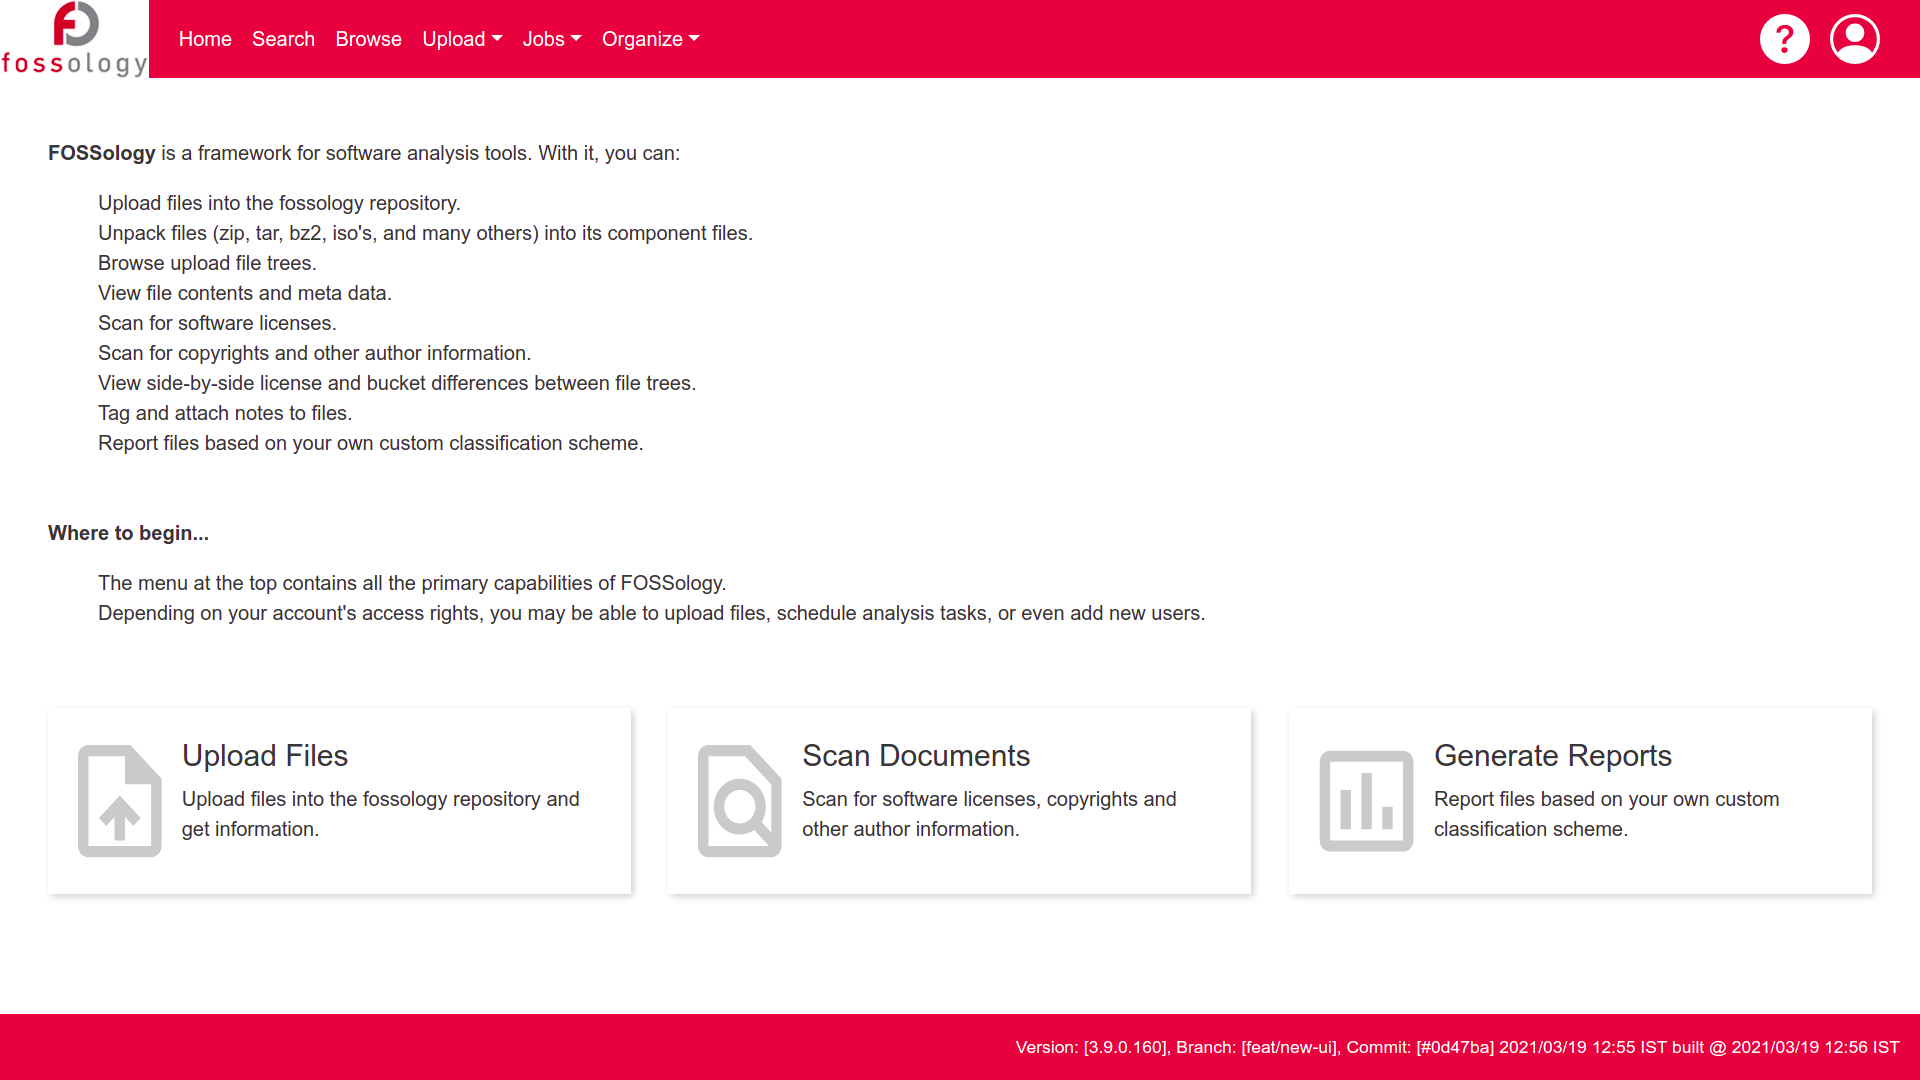 fossology
Home Search Browse Upload Jobs Organize
?
FOSSology is a framework for software analysis tools. With it, you can:
Upload files into the fossology repository.
Unpack files (zip, tar, bz2, iso's, and many others) into its component files.
Browse upload file trees.
View file contents and meta data.
Scan for software licenses.
Scan for copyrights and other author information.
View side-by-side license and bucket differences between file trees.
Tag and attach notes to files.
Report files based on your own custom classification scheme.
Where to begin...
The menu at the top contains all the primary capabilities of FOSSology.
Depending on your account's access rights, you may be able to upload files, schedule analysis tasks, or even add new users.
Upload Files
Upload files into the fossology repository and
get information.
Scan Documents
Scan for software licenses, copyrights and
other author information.
Generate Reports
Report files based on your own custom
classification scheme.
Version: [3.9.0.160], Branch: [feat/new-ui], Commit: [#0d47ba] 2021/03/19 12:55 IST built @ 2021/03/19 12:56 IST